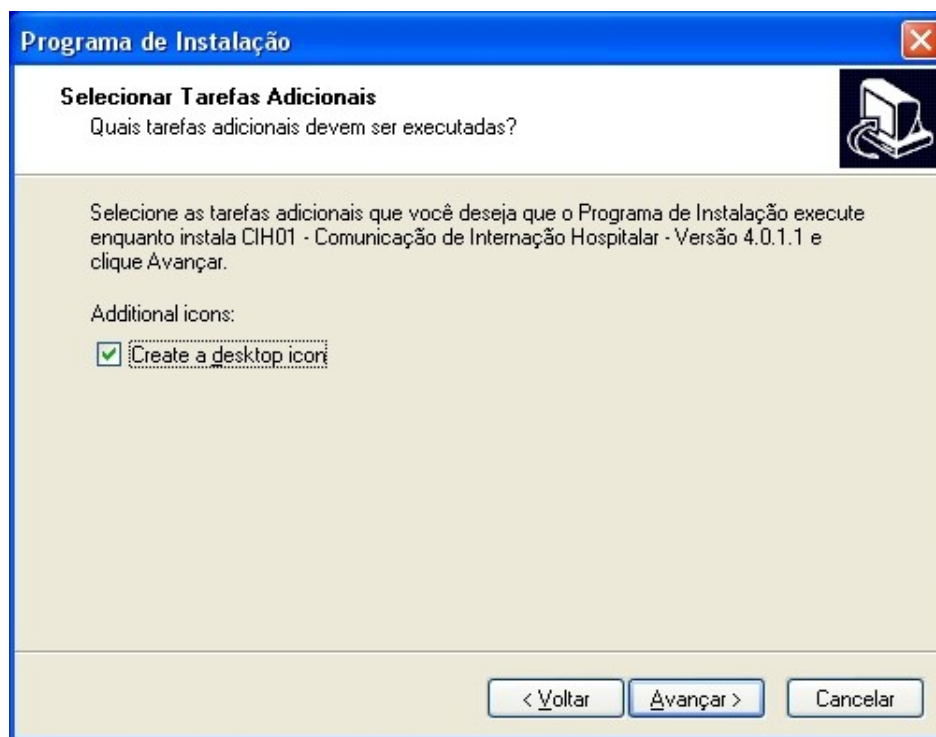 Programa de Instalação
Selecionar Tarefas Adicionais
Quais tarefas adicionais devem ser executadas?
Selecione as tarefas adicionais que você deseja que o Programa de Instalação execute
enquanto instala CIH01 - Comunicação de Internação Hospitalar - Versão 4.0.1.1 e
clique Avançar.
Additional icons:
Create a desktop icon
< Voltar
Avançar >
Cancelar